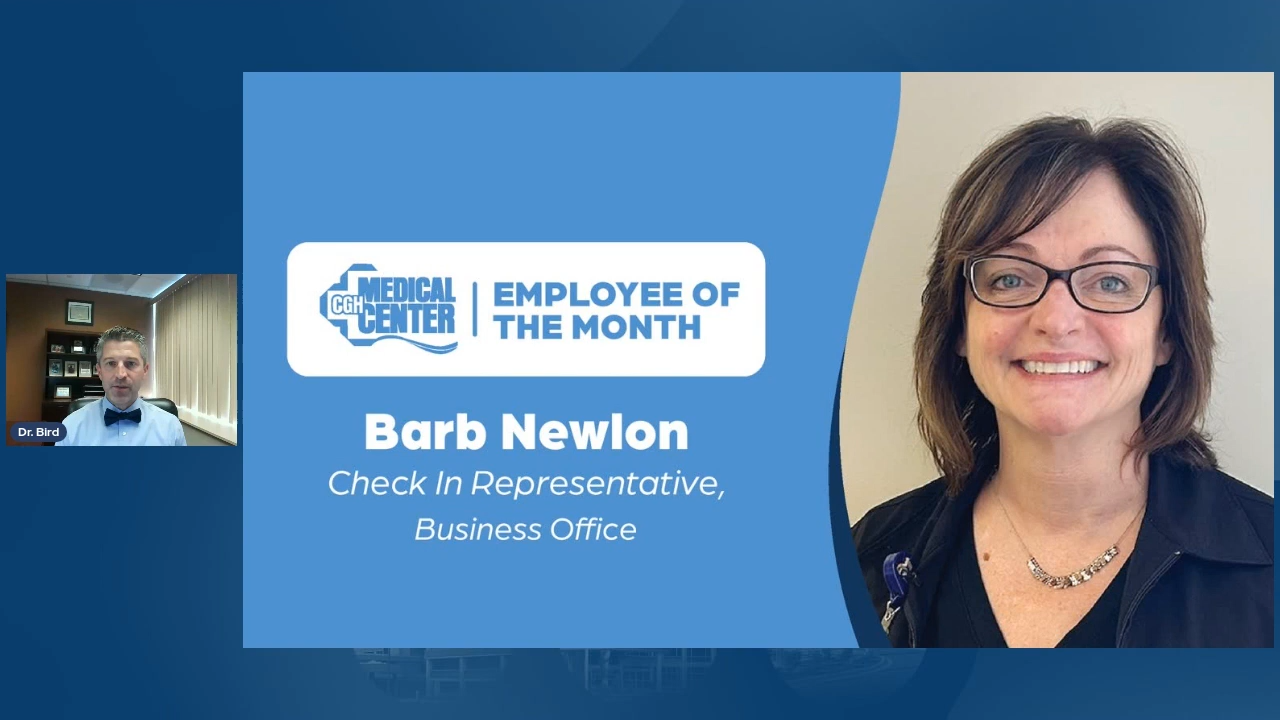 CGH
MEDICAL
CENTER
EMPLOYEE OF
THE MONTH
Barb Newlon
Check In Representative,
Business Office
Dr. Bird